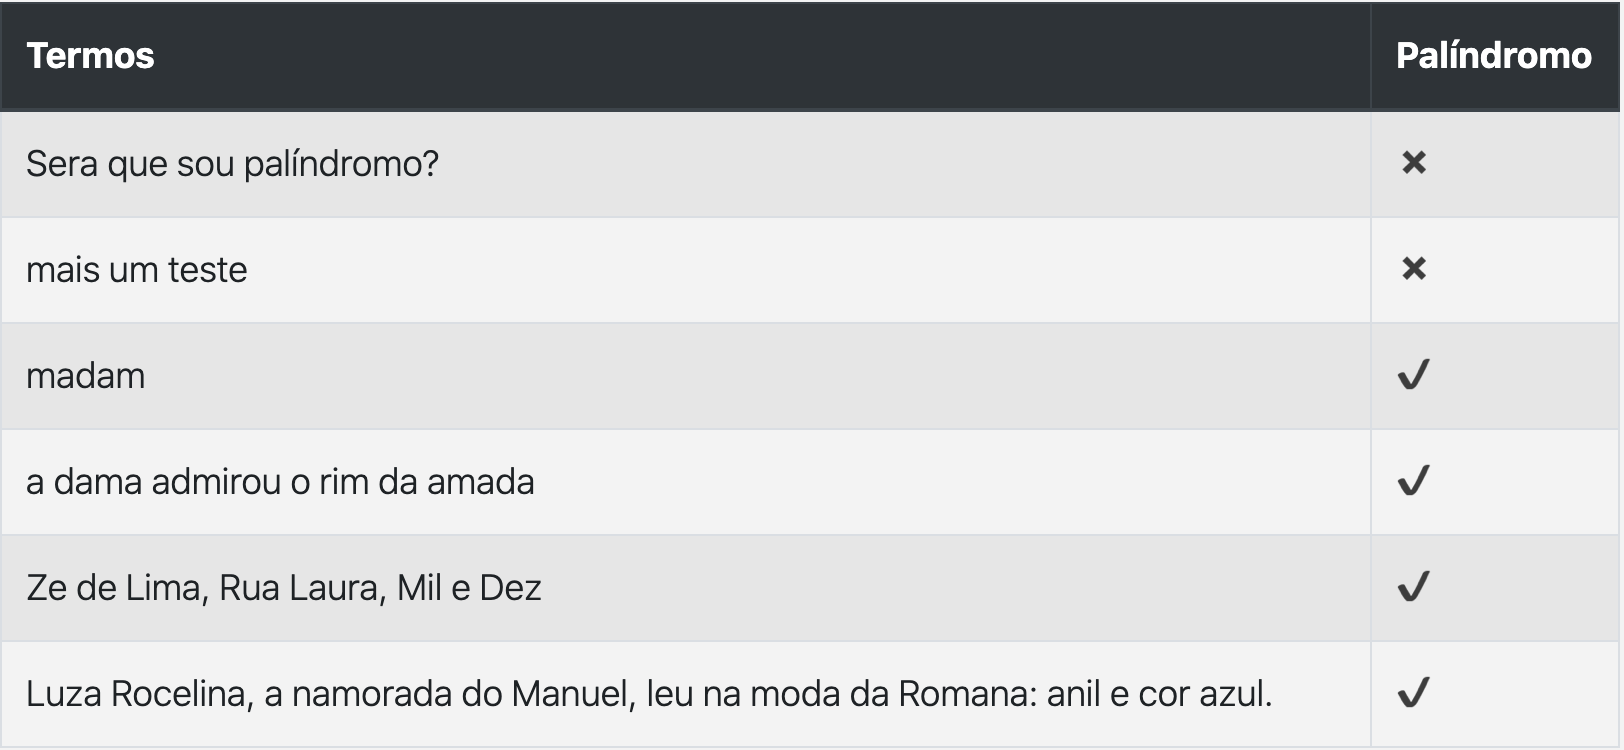 Termos Palíndromo
Sera que sou palíndromo? ✖
mais um teste ✖
madam ✔
a dama admirou o rim da amada ✔
Ze de Lima, Rua Laura, Mil e Dez ✔
Luza Rocelina, a namorada do Manuel, leu na moda da Romana: anil e cor azul. ✔